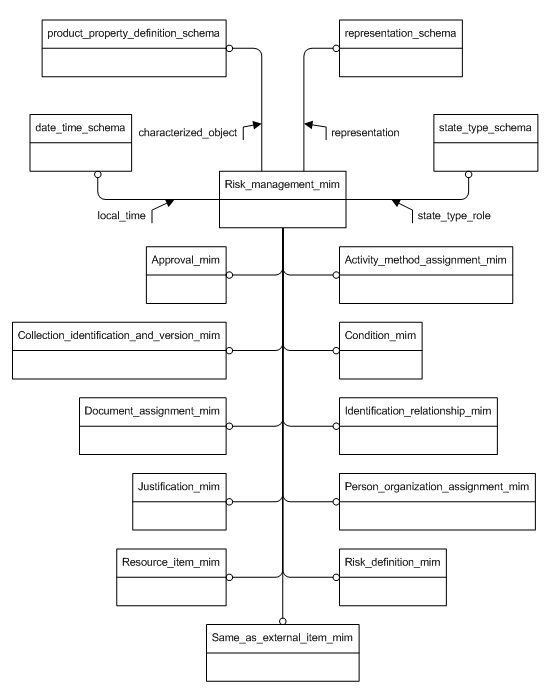 product_property_definition_schema
representation_schema
characterized_object
representation
date_time_schema
state_type_schema
Risk_management_mim
local_time
state_type_role
Approval_mim
Activity_method_assignment_mim
Collection_identification_and_version_mim
Condition_mim
Document_assignment_mim
Identification_relationship_mim
Justification_mim
Person_organization_assignment_mim
Resource_item_mim
Risk_definition_mim
Same_as_external_item_mim